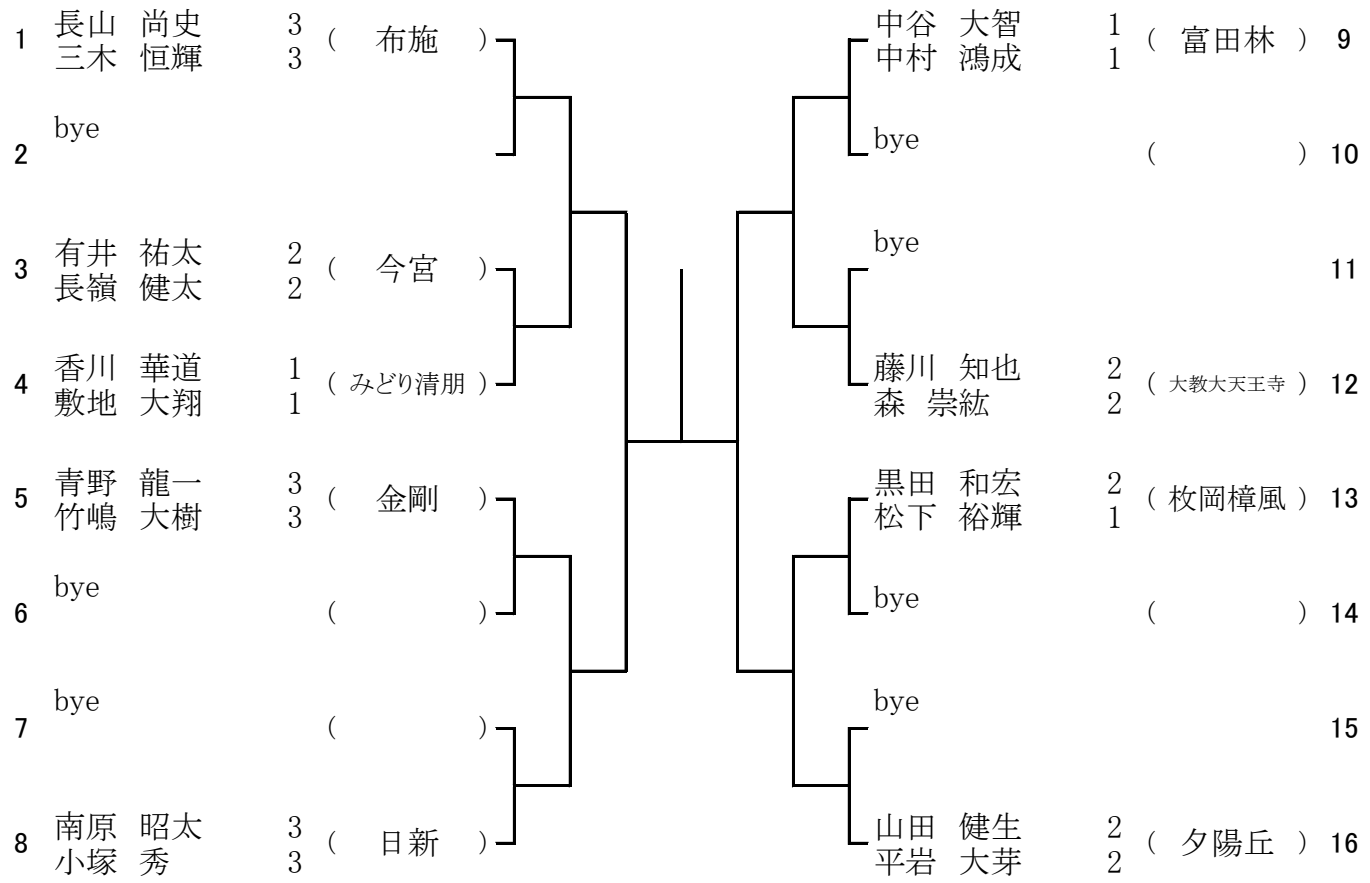 1 長山 尚史 3 ( 布施 )
三木 恒輝 3
2 bye
3 有井 祐太 2 ( 今宮 )
長嶺 健太 2
4 香川 華道 1 ( みどり清朋 )
敷地 大翔 1
5 青野 龍一 3 ( 金剛 )
竹嶋 大樹 3
6 bye ( )
7 bye ( )
8 南原 昭太 3 ( 日新 )
小塚 秀 3
中谷 大智 1 ( 富田林 ) 9
中村 鴻成 1
bye ( ) 10
bye 11
藤川 知也 2 ( 大教大天王寺 ) 12
森 崇紘 2
黒田 和宏 2 ( 枚岡樟風 ) 13
松下 裕輝 1
bye ( ) 14
bye 15
山田 健生 2 ( 夕陽丘 ) 16
平岩 大芽 2